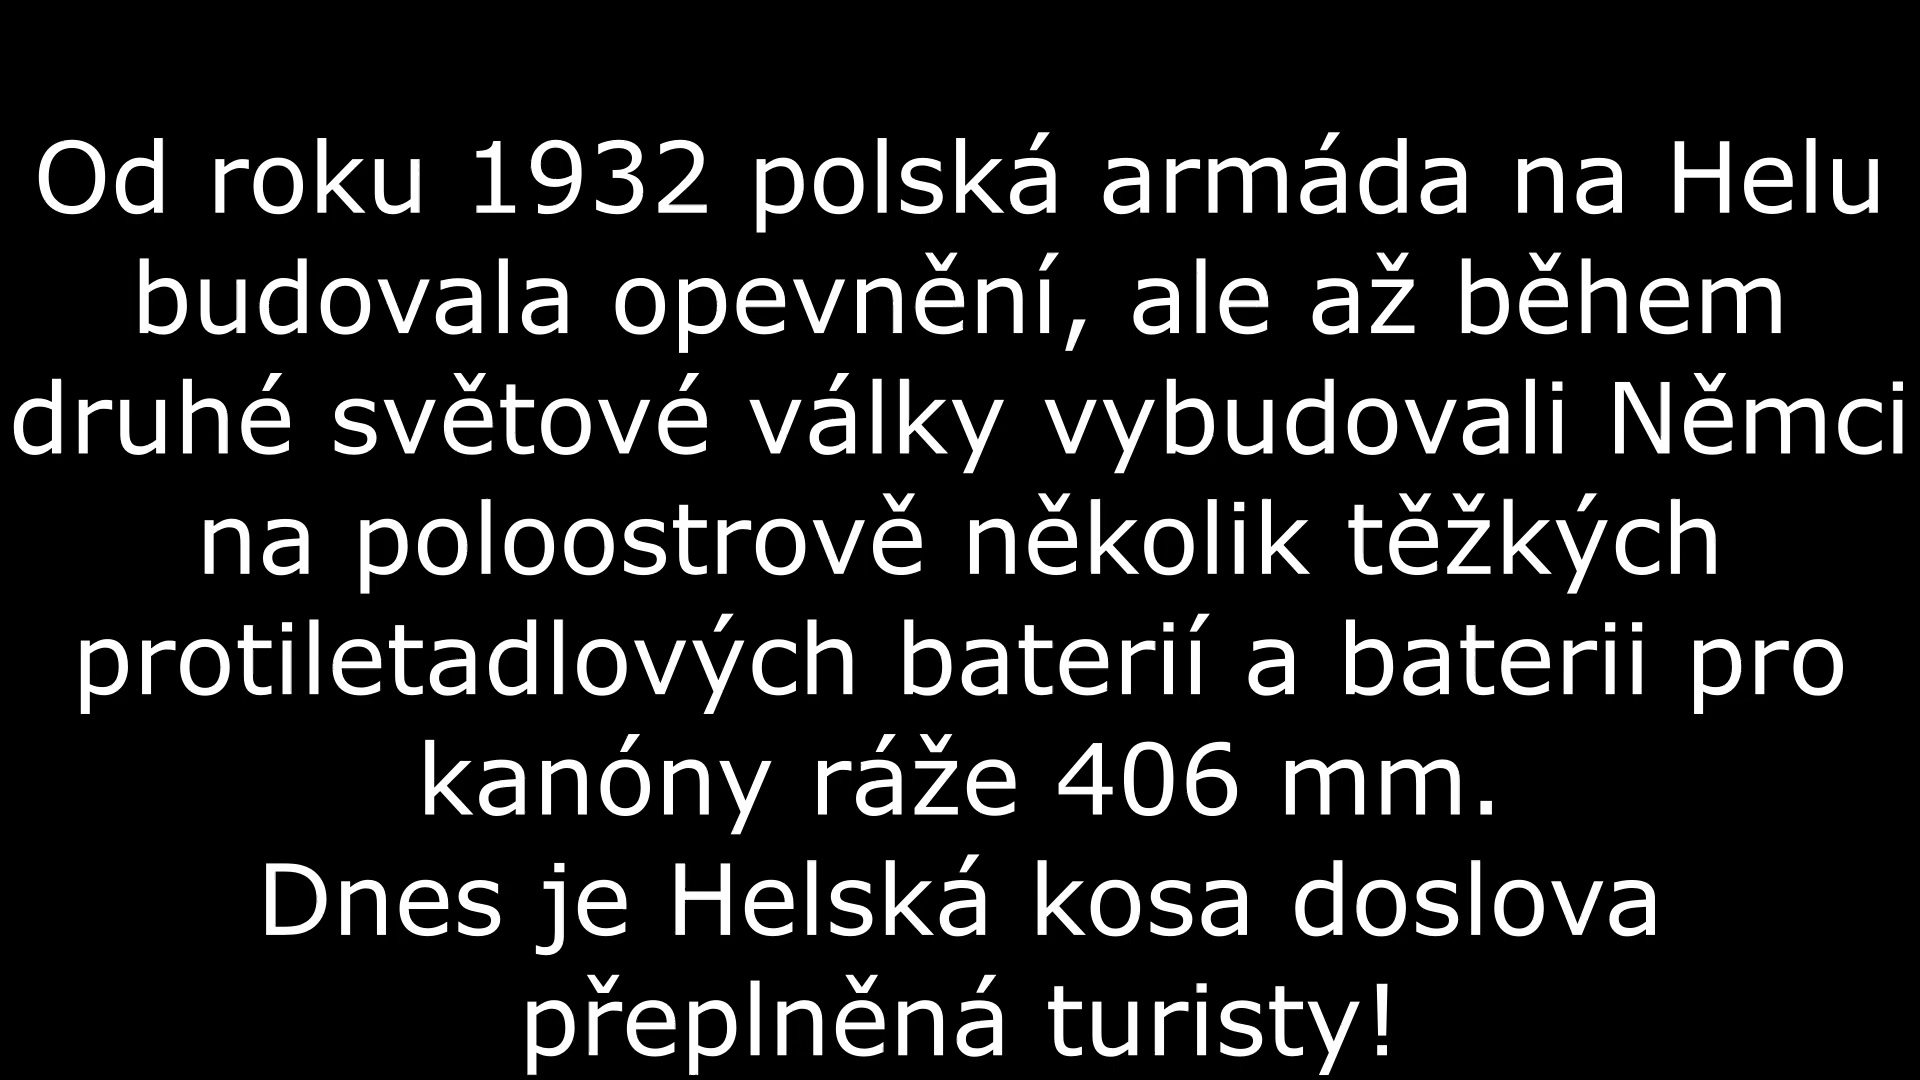 Od roku 1932 polská armáda na Helu
budovala opevnění, ale až během
druhé světové války vybudovali Němci
na poloostrově několik těžkých
protiletadlových baterií a baterii pro
kanóny ráže 406 mm.
Dnes je Helská kosa doslova
přeplněná turisty!